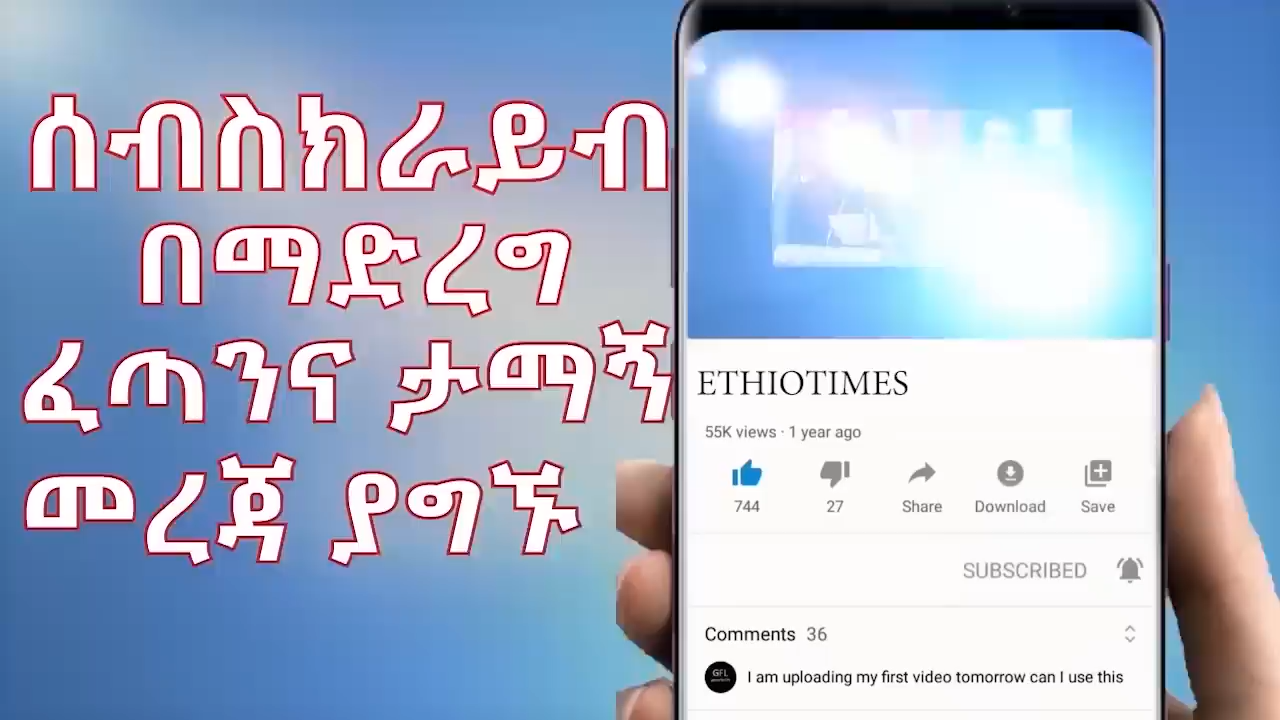 ሰብስክራይብ
በማድረግ
ፈጣንና ታማኝ
መረጃ ያግኙ
ETHIOTIMES
55K views · 1 year ago
744
27
Share
Download
Save
SUBSCRIBED
Comments 36
GFL
I am uploading my first video tomorrow can I use this